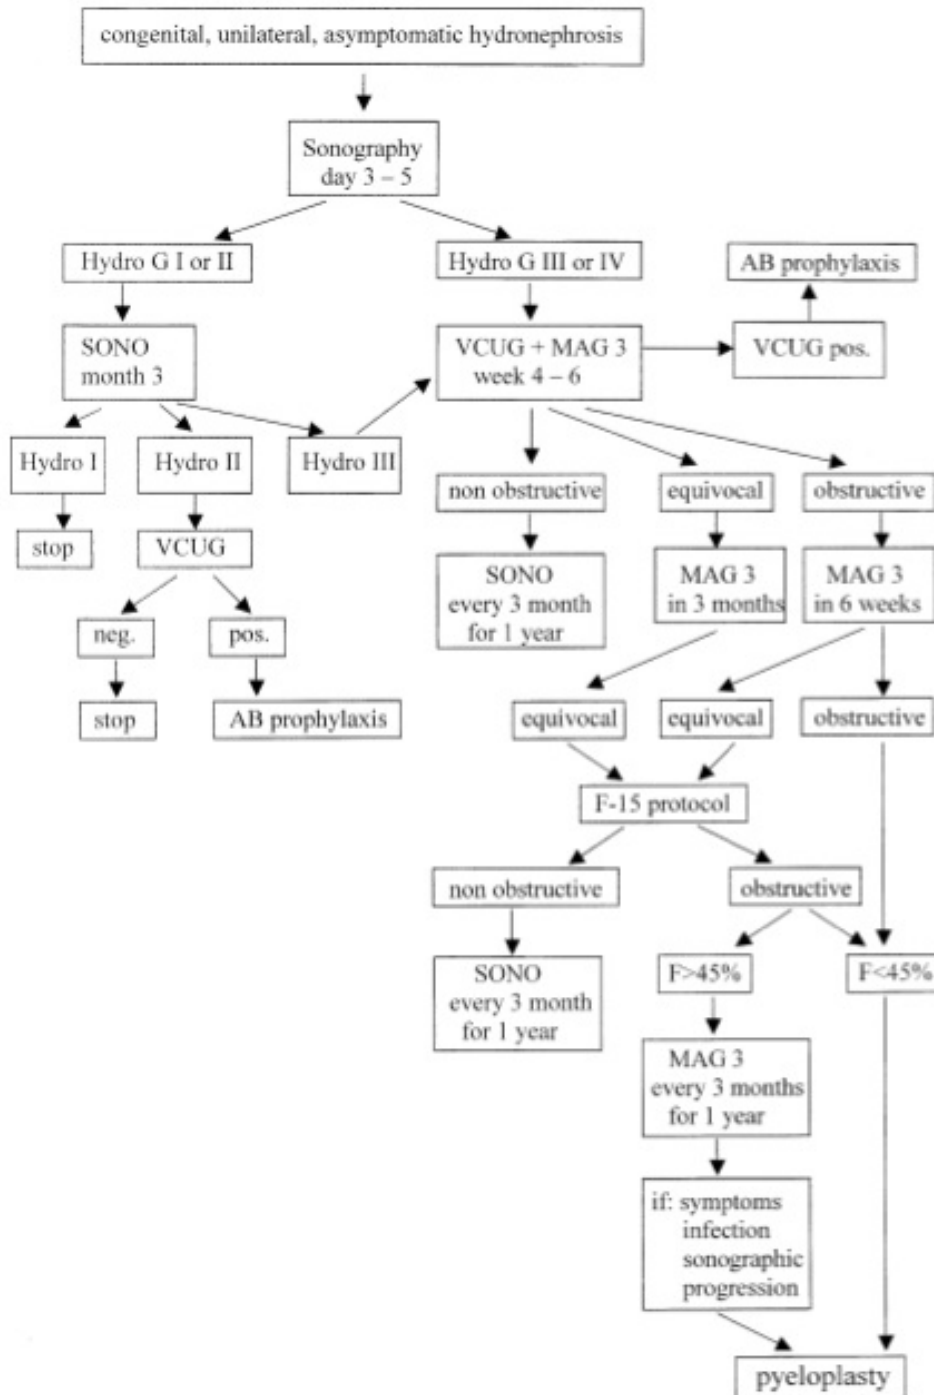 congenital, unilateral, asymptomatic hydronephrosis
Sonography
day 3 – 5
Hydro G I or II
Hydro G III or IV
AB prophylaxis
SONO
month 3
VCUG + MAG 3
week 4 – 6
VCUG pos.
Hydro I
Hydro II
Hydro III
non obstructive
equivocal
obstructive
stop
VCUG
SONO
every 3 month
for 1 year
MAG 3
in 3 months
MAG 3
in 6 weeks
neg.
pos.
stop
AB prophylaxis
equivocal
equivocal
obstructive
F-15 protocol
non obstructive
obstructive
SONO
every 3 month
for 1 year
F>45%
F<45%
MAG 3
every 3 months
for 1 year
if: symptoms
infection
sonographic
progression
pyeloplasty